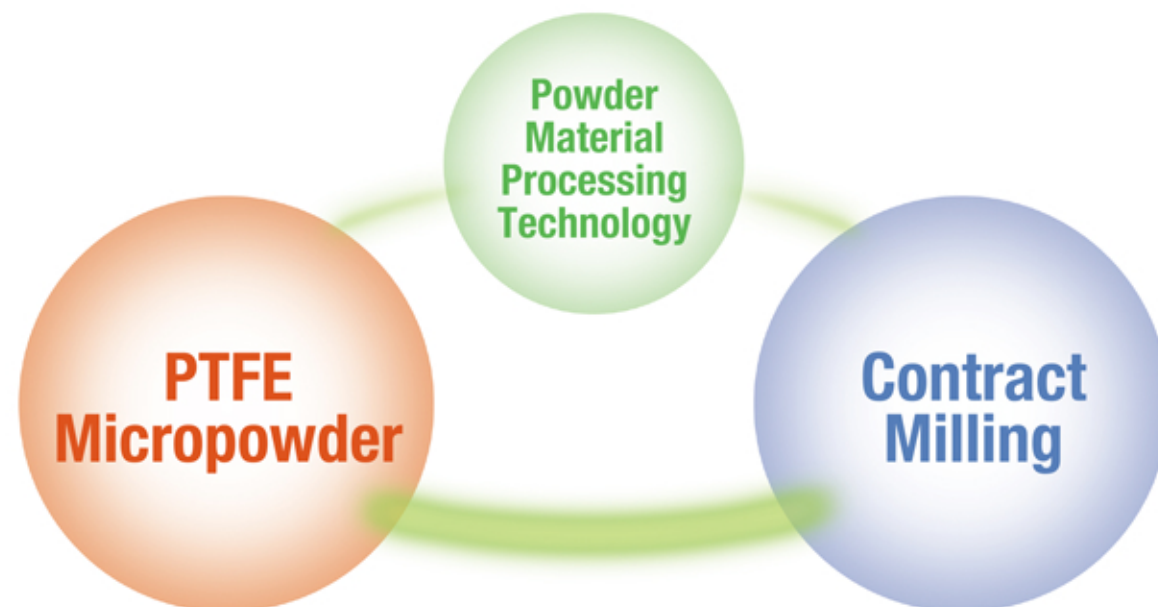 Powder
Material
Processing
Technology
PTFE
Micropowder
Contract
Milling